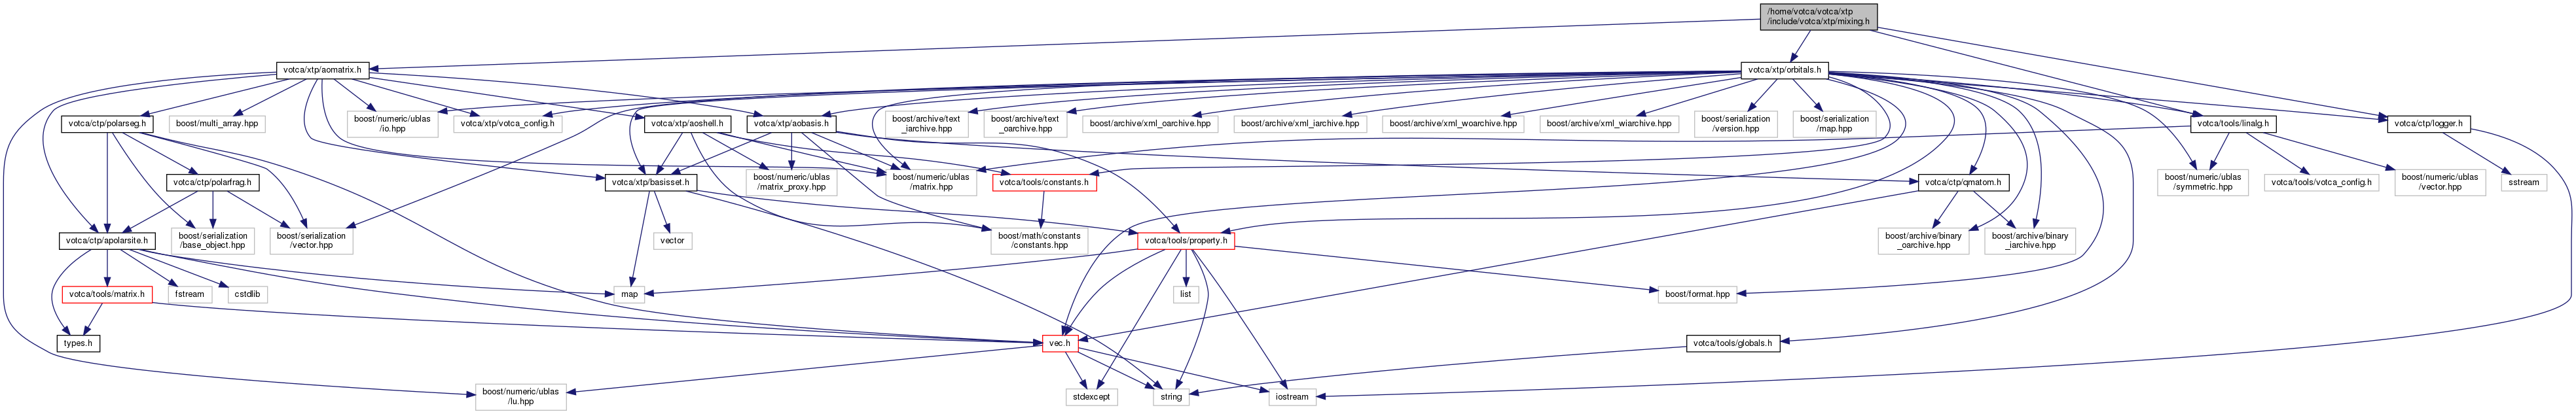 /home/votca/votca/xtp
/include/votca/xtp/mixing.h
votca/xtp/aomatrix.h
votca/xtp/orbitals.h
votca/ctp/polarseg.h
boost/multi_array.hpp
boost/numeric/ublas
/io.hpp
votca/xtp/votca_config.h
votca/xtp/aoshell.h
votca/xtp/aobasis.h
boost/archive/text
_iarchive.hpp
boost/archive/text
_oarchive.hpp
boost/archive/xml_oarchive.hpp
boost/archive/xml_iarchive.hpp
boost/archive/xml_woarchive.hpp
boost/archive/xml_wiarchive.hpp
boost/serialization
/version.hpp
boost/serialization
/map.hpp
votca/tools/linalg.h
votca/ctp/logger.h
votca/ctp/polarfrag.h
votca/xtp/basisset.h
boost/numeric/ublas
/matrix_proxy.hpp
boost/numeric/ublas
/matrix.hpp
votca/tools/constants.h
votca/ctp/qmatom.h
boost/numeric/ublas
/symmetric.hpp
votca/tools/votca_config.h
boost/numeric/ublas
/vector.hpp
sstream
votca/ctp/apolarsite.h
boost/serialization
/base_object.hpp
boost/serialization
/vector.hpp
vector
boost/math/constants
/constants.hpp
votca/tools/property.h
boost/archive/binary
_oarchive.hpp
boost/archive/binary
_iarchive.hpp
votca/tools/matrix.h
fstream
cstdlib
map
list
boost/format.hpp
types.h
vec.h
votca/tools/globals.h
boost/numeric/ublas
/lu.hpp
stdexcept
string
iostream